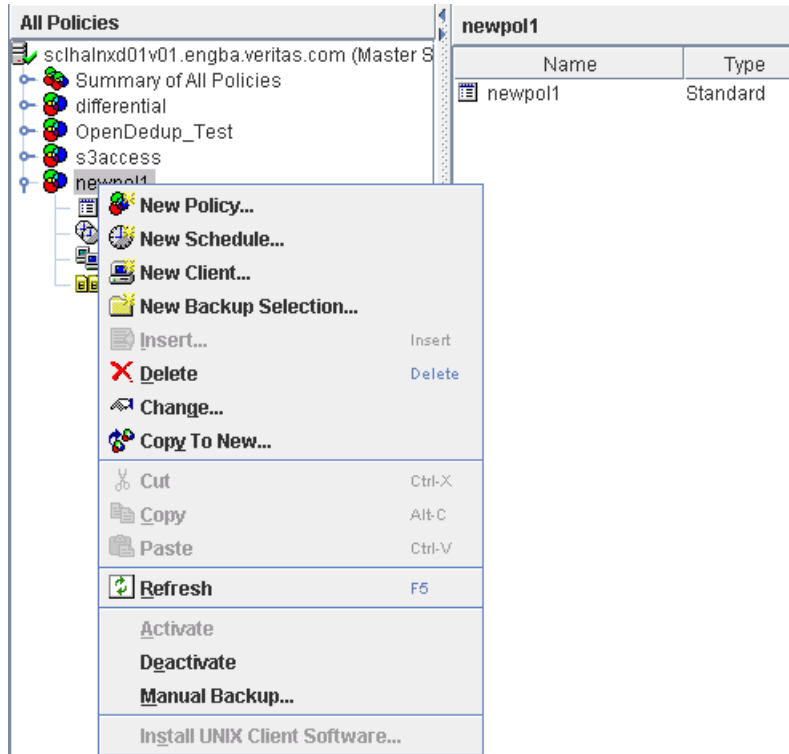 All Policies
sclhalnxd01v01.engba.veritas.com (Master S
Summary of All Policies
differential
OpenDedup_Test
s3access
newpol1
New Policy...
New Schedule...
New Client...
New Backup Selection...
Insert... Insert
Delete Delete
Change...
Copy To New...
Cut Ctrl-X
Copy Alt-C
Paste Ctrl-V
Refresh F5
Activate
Deactivate
Manual Backup...
Install UNIX Client Software...
newpol1
Name Type
newpol1 Standard